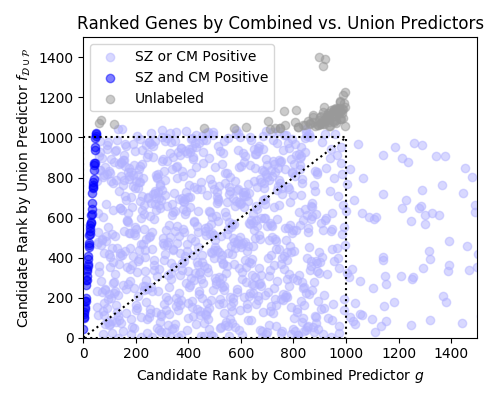 Ranked Genes by Combined vs. Union Predictors
Candidate Rank by Union Predictor f_{D∪P}
1400
1200
1000
800
600
400
200
0
SZ or CM Positive
SZ and CM Positive
Unlabeled
0
200
400
600
800
1000
1200
1400
Candidate Rank by Combined Predictor g